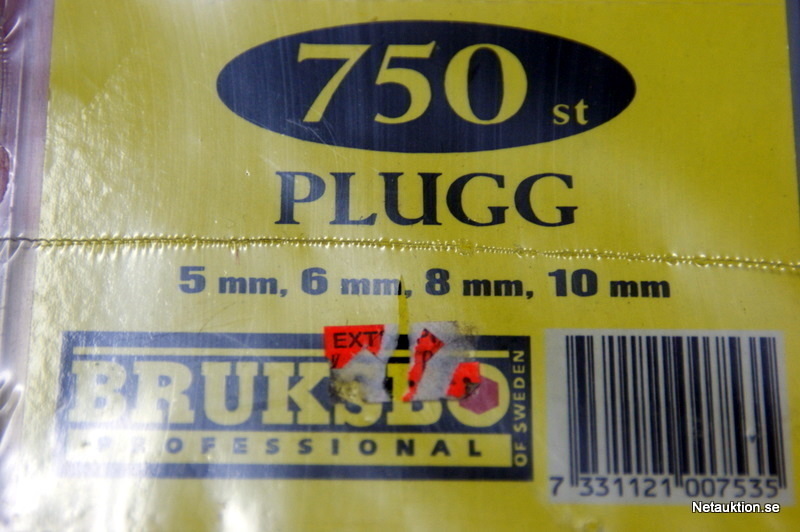 750 st
PLUGG
5 mm, 6 mm, 8 mm, 10 mm
EXT
BRUKSBO
PROFESSIONAL
OF SWEDEN
7 331121 007535
Netauktion.se